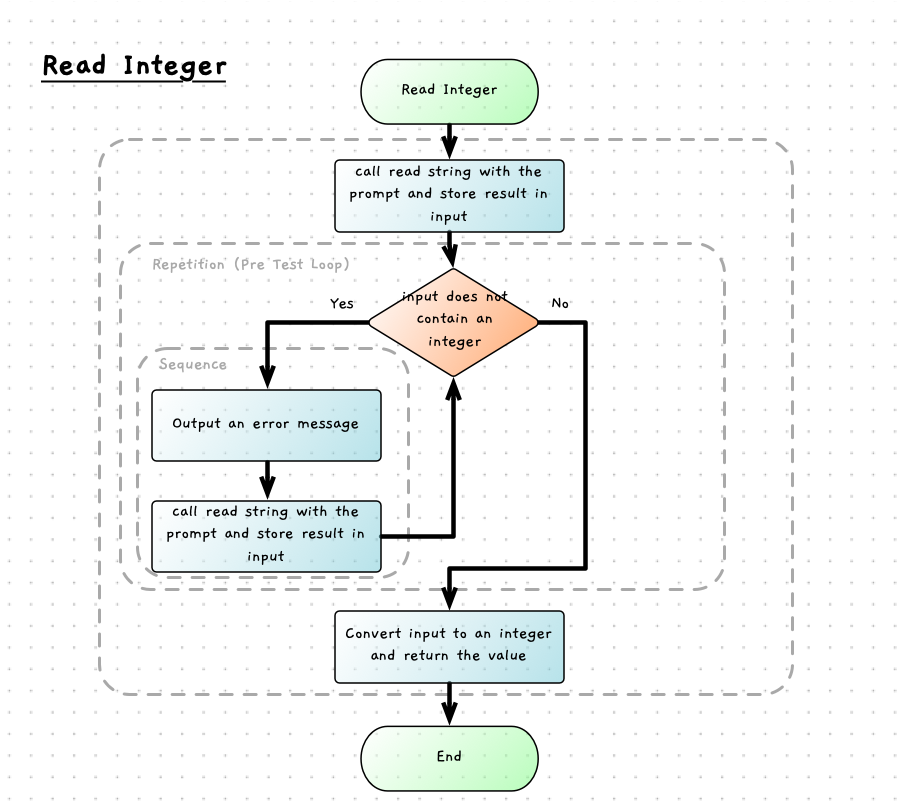 Read Integer
Read Integer
call read string with the
prompt and store result in
input
Repetition (Pre Test Loop)
input does not
contain an
integer
Yes
No
Sequence
Output an error message
call read string with the
prompt and store result in
input
Convert input to an integer
and return the value
End